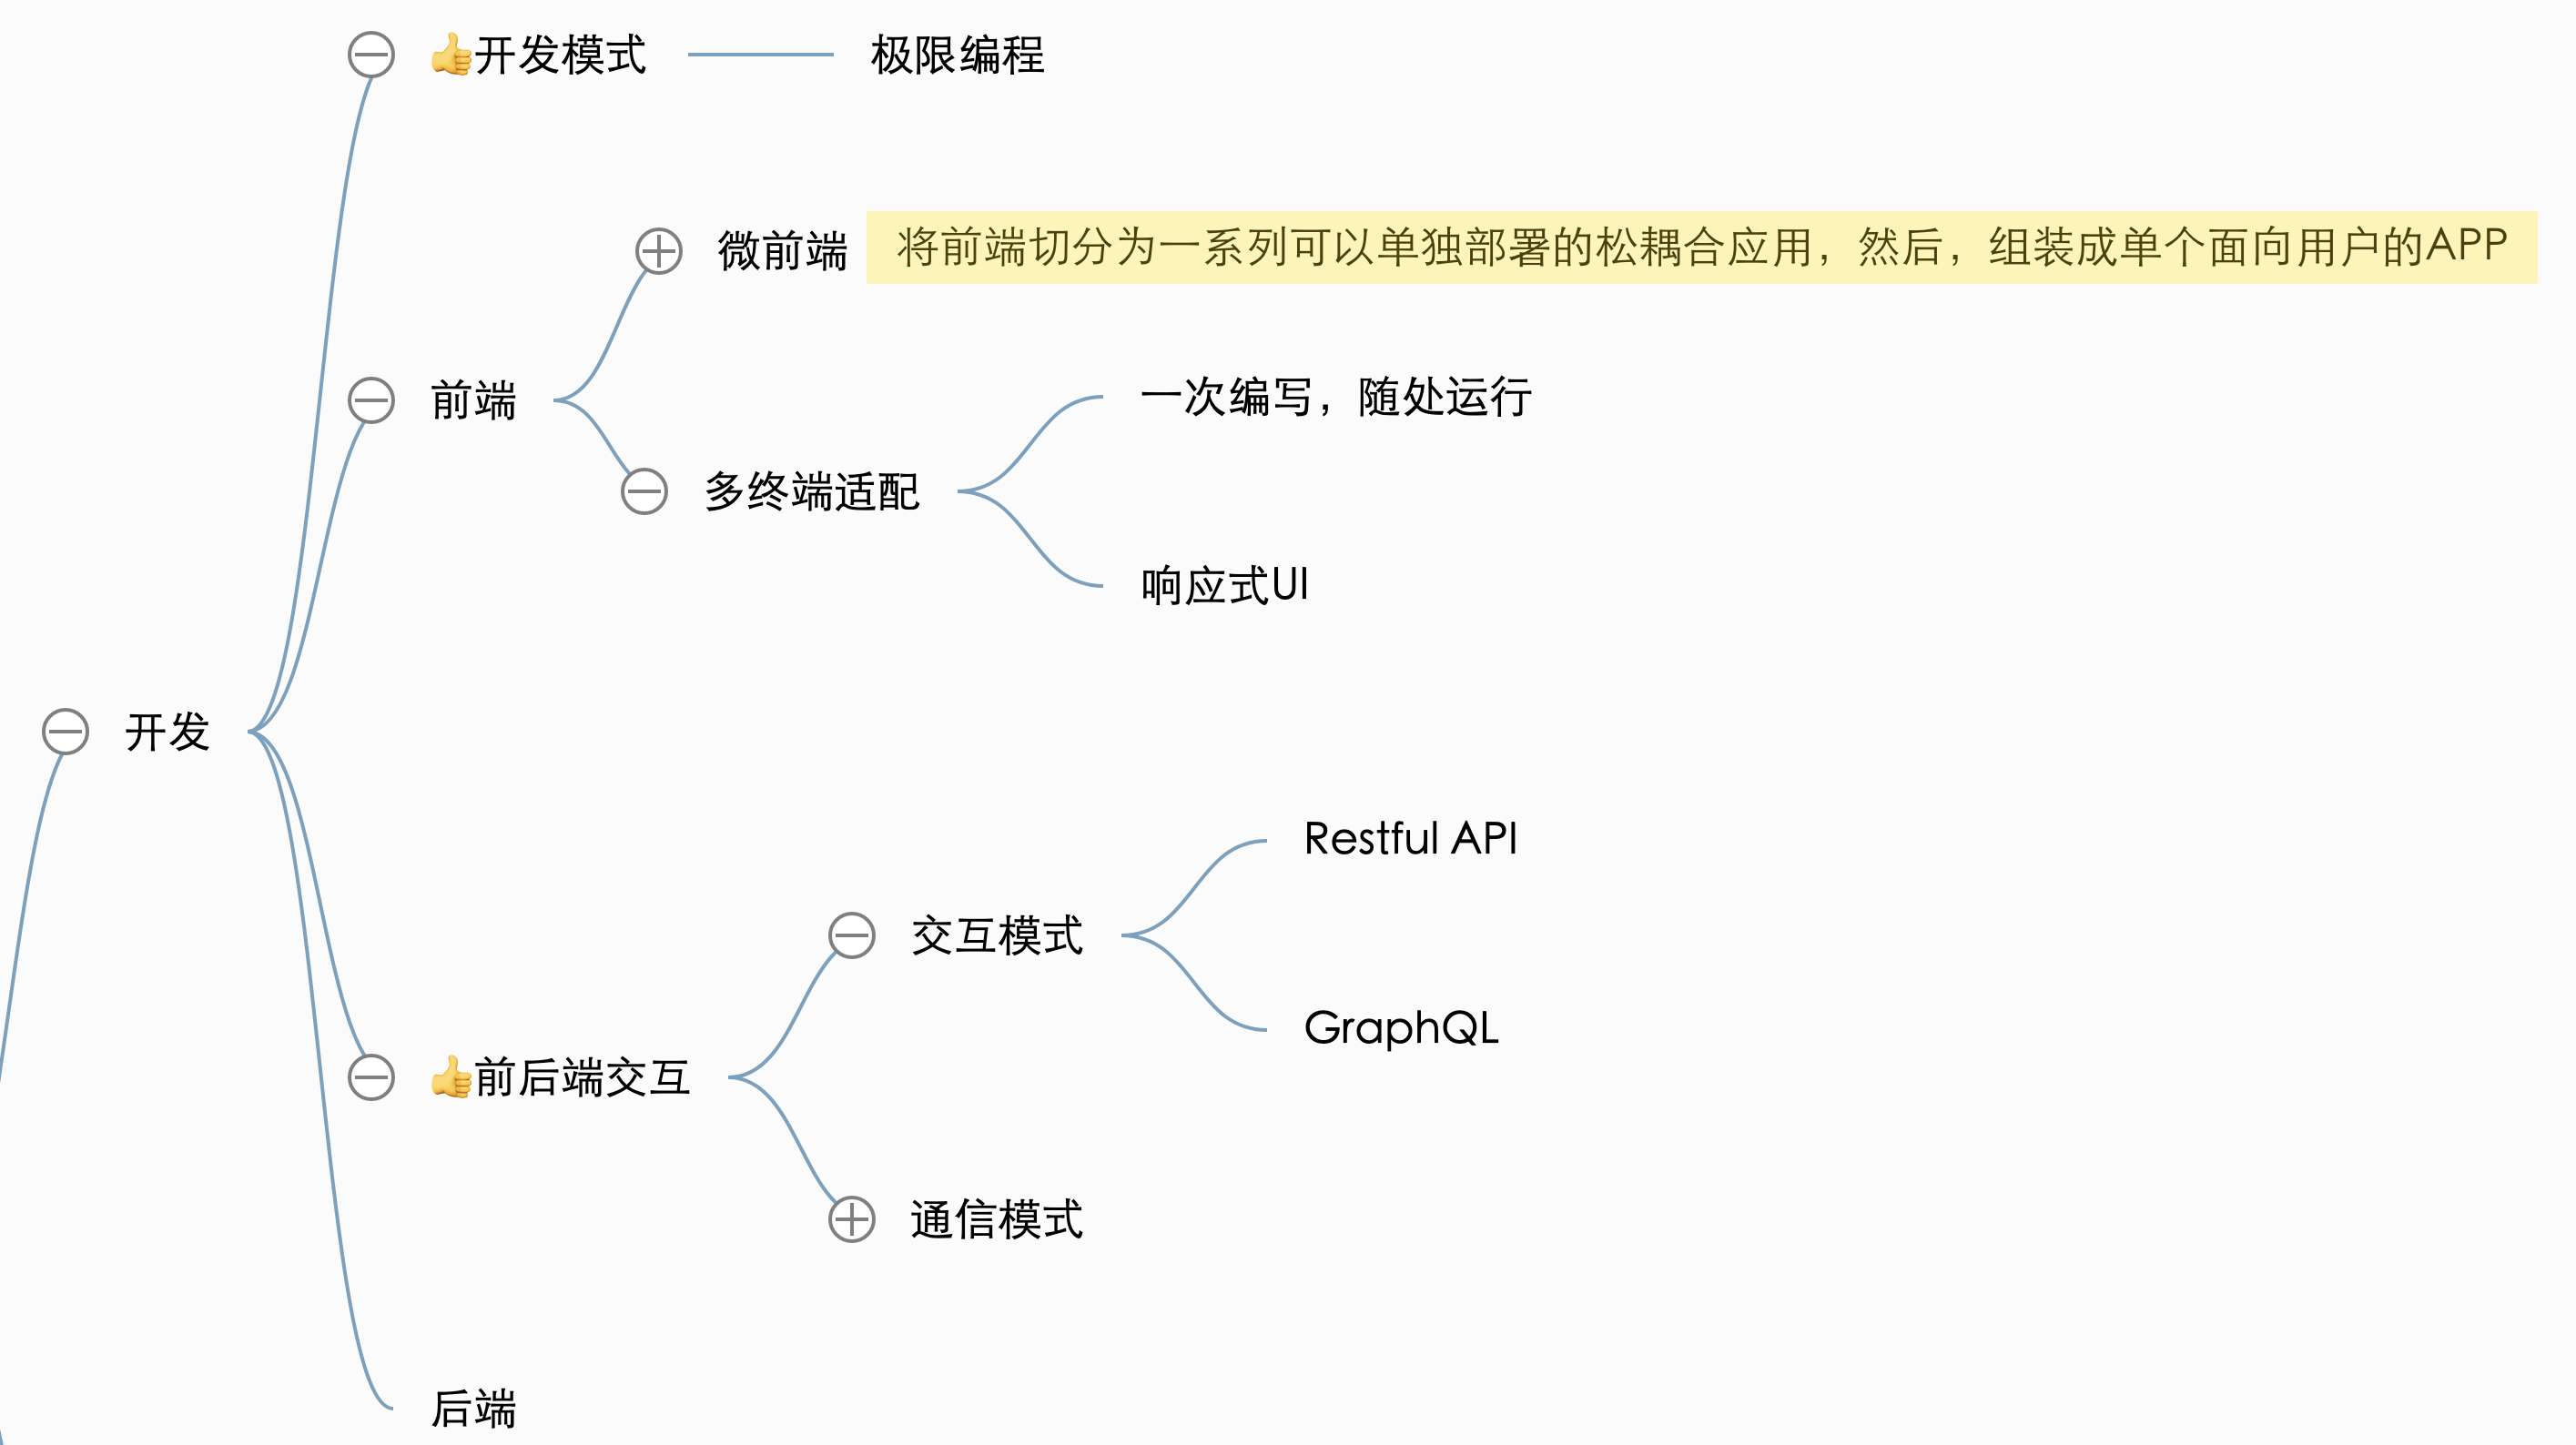 👍开发模式
极限编程
微前端
将前端切分为一系列可以单独部署的松耦合应用，然后，组装成单个面向用户的APP
前端
一次编写，随处运行
多终端适配
响应式UI
开发
Restful API
交互模式
GraphQL
👍前后端交互
通信模式
后端